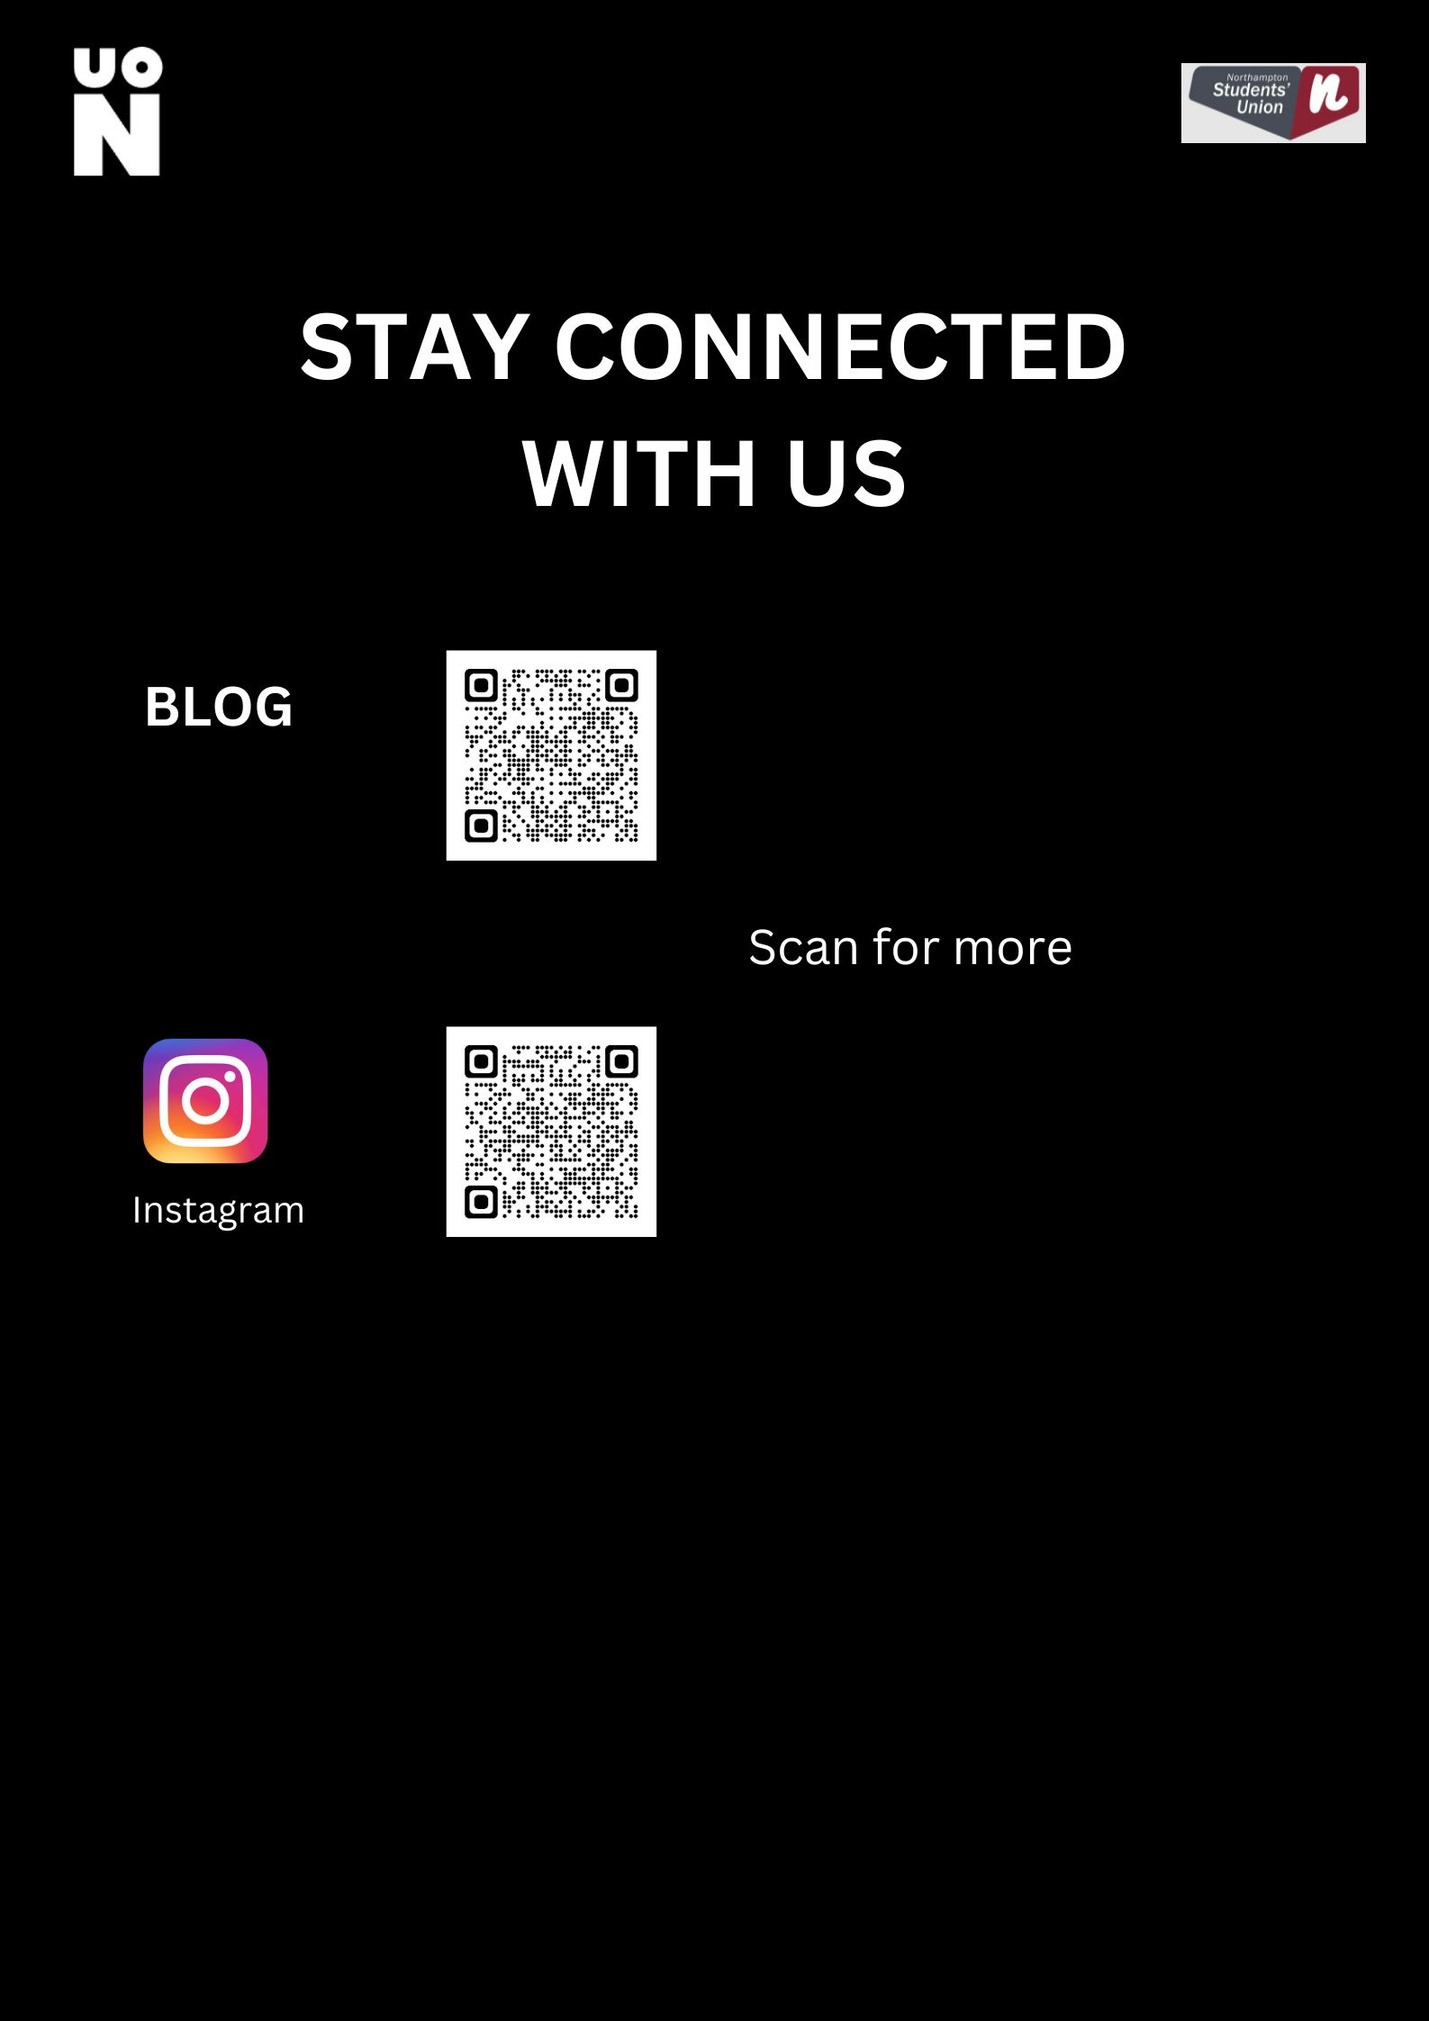 UO
N
Northampton
Students'
Union
n
STAY CONNECTED
WITH US
BLOG
Scan for more
Instagram